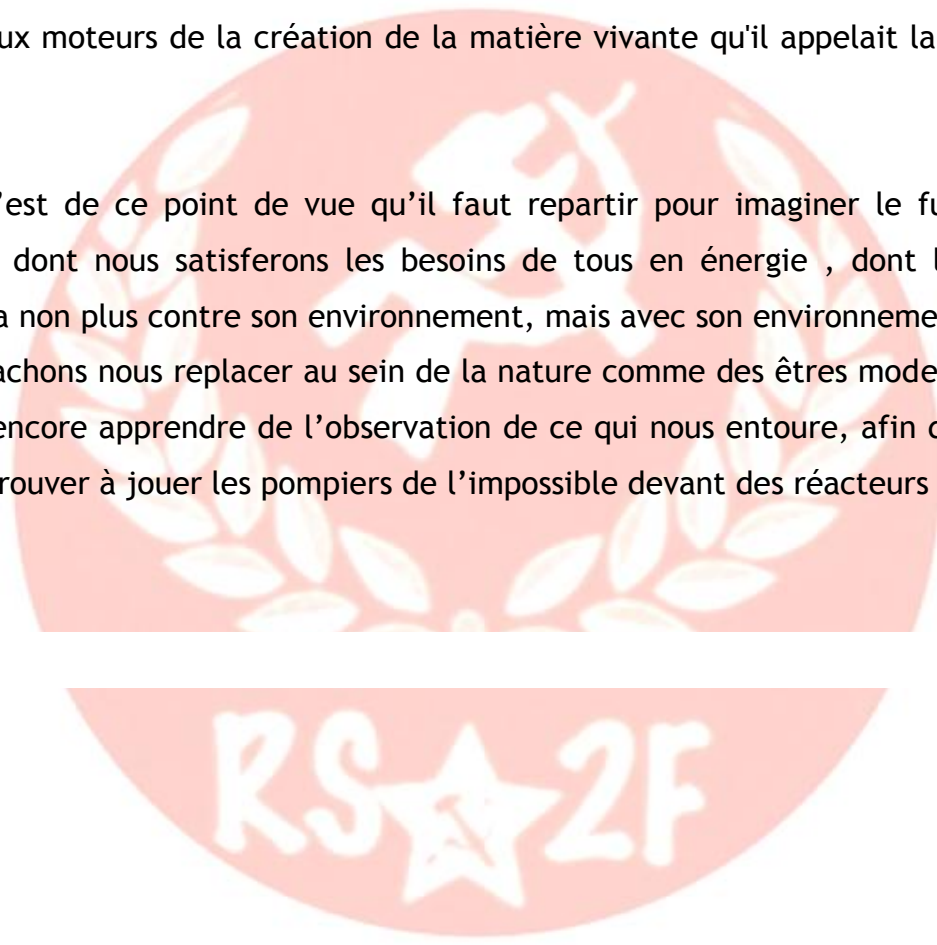 ux moteurs de la création de la matière vivante qu'il appelait la
’est de ce point de vue qu’il faut repartir pour imaginer le fu
dont nous satisferons les besoins de tous en énergie , dont l
a non plus contre son environnement, mais avec son environneme
achons nous replacer au sein de la nature comme des êtres mode
encore apprendre de l’observation de ce qui nous entoure, afin d
rouver à jouer les pompiers de l’impossible devant des réacteurs
RS 2F